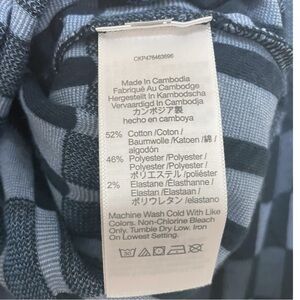 CKP476463696
Made In Cambodia
Fabriqué Au Cambodge
Hergestellt in Kambodscha
Vervaardigd In Cambodja
カンボジア製
hecho en camboya
52% Cotton/Coton/
Baumwolle/Katoen/綿/
algodón
46% Polyester/Polyester/
Polyester/Polyester/
ポリエステル/poliéster
2% Elastane/Élasthanne/
Elastan/Elastaan/
ポリウレタン/elastano
Machine Wash Cold With Like
Colors. Non-Chlorine Bleach
Only. Tumble Dry Low. Iron
On Lowest Setting.